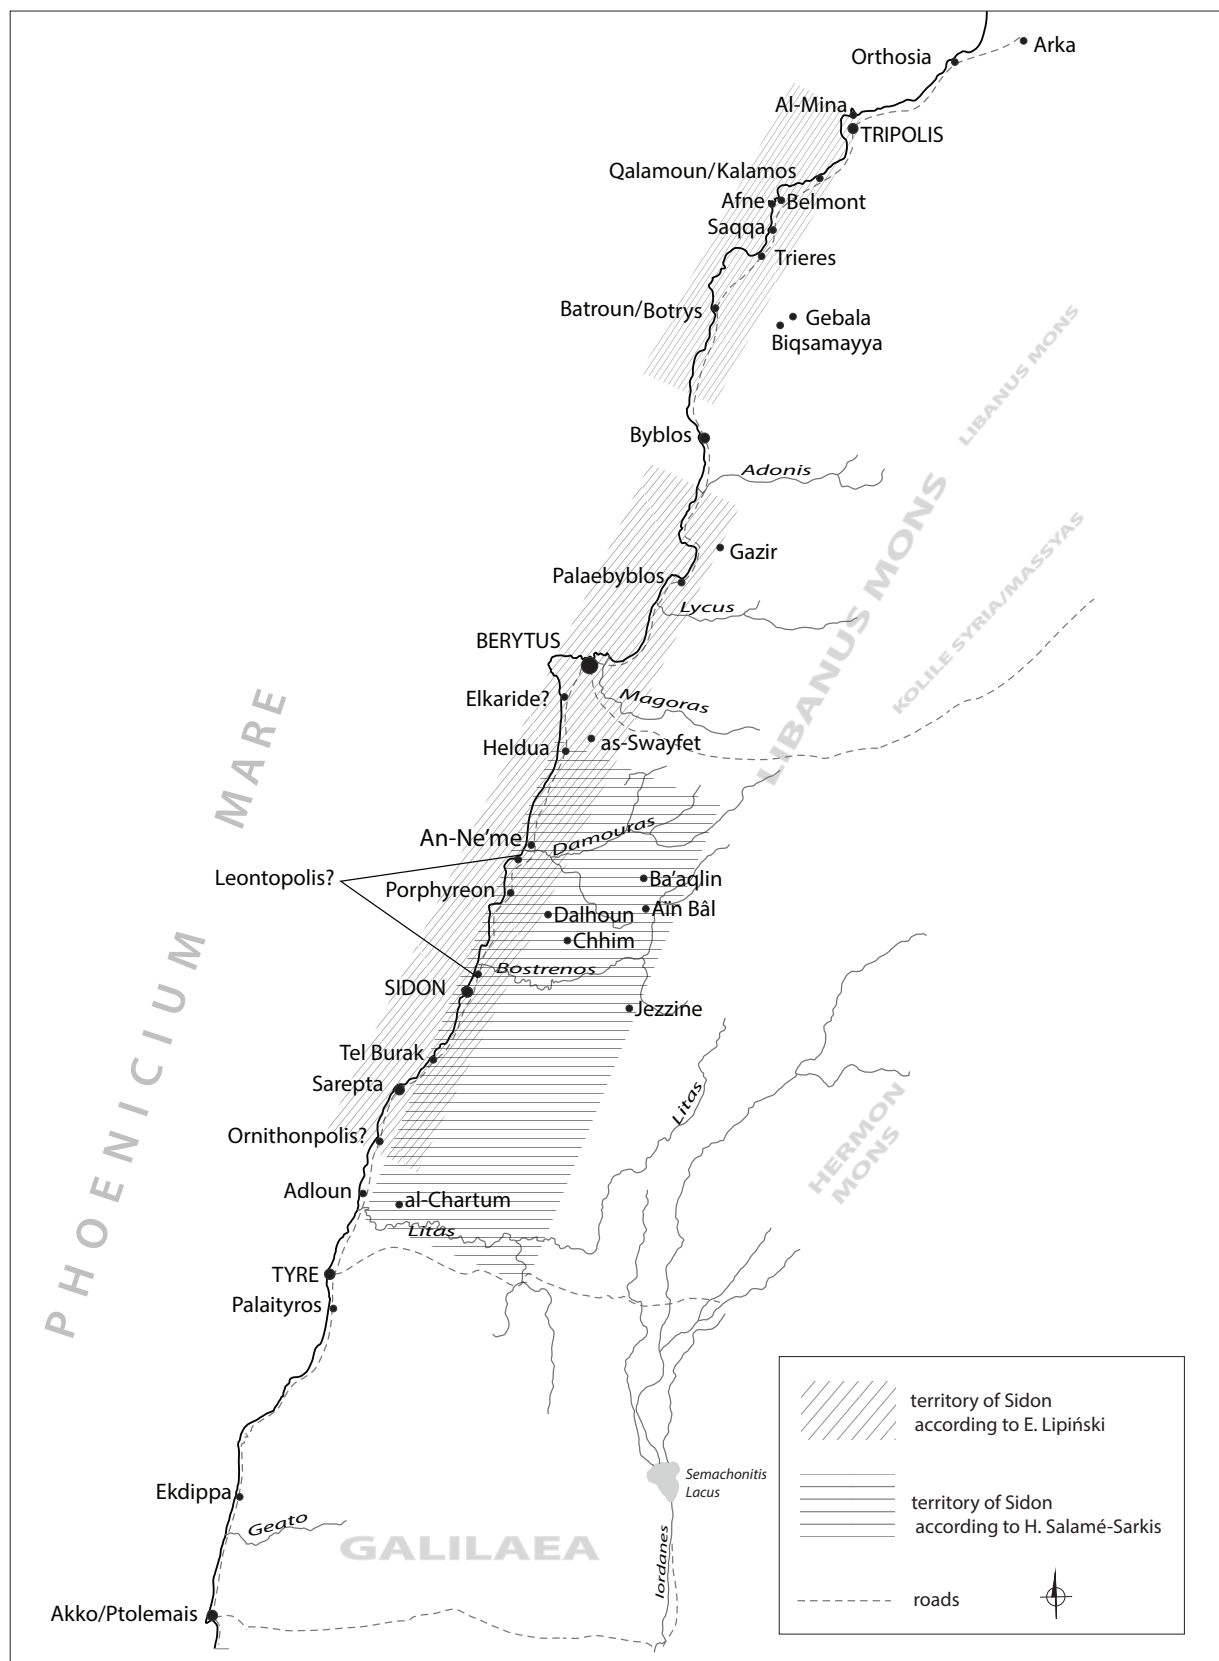 Orthosia
Arka
Al-Mina
TRIPOLIS
Qalamoun/Kalamos
Afne
Belmont
Saqqa
Trieres
Batroun/Botrys
Gebala
Biqsamayya
LIBANUS MONS
Byblos
Adonis
LIBANUS MONS
KOLILE SYRIA/MASSYAS
Gazir
Palaebyblos
Lycus
BERYTUS
Elkaride?
Magoras
Heldua
as-Swayfet
An-Ne'me
Damouras
Leontopolis?
Porphyreon
Ba'aqlin
Dalhoun
Aïn Bâl
Chhim
Bostrenos
SIDON
Jezzine
PHOENICIUM MARE
Tel Burak
Sarepta
Litas
HERMON
MONS
Ornithonpolis?
Adloun
al-Chartum
Litas
TYRE
Palaityros
territory of Sidon
according to E. Lipiński
Semachonitis
Lacus
Ekdippa
territory of Sidon
according to H. Salamé-Sarkis
Geato
GALILAEA
Iordanes
roads
Akko/Ptolemais